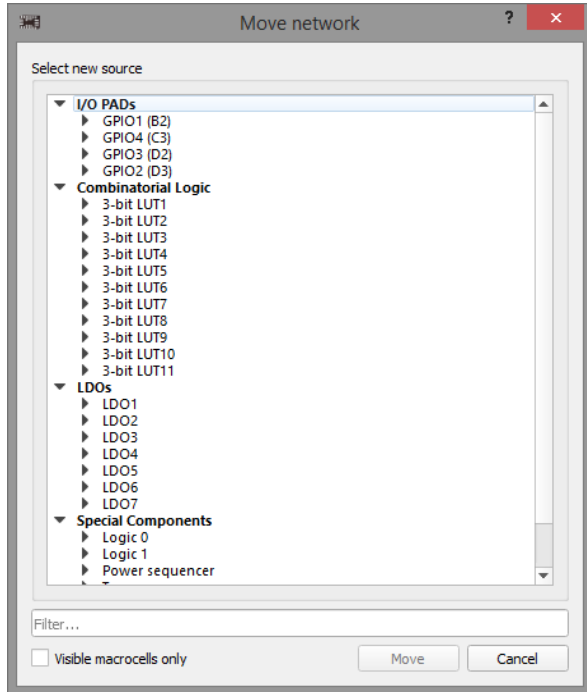 Move network
?
Select new source
I/O PADs
GPIO1 (B2)
GPIO4 (C3)
GPIO3 (D2)
GPIO2 (D3)
Combinatorial Logic
3-bit LUT1
3-bit LUT2
3-bit LUT3
3-bit LUT4
3-bit LUT5
3-bit LUT6
3-bit LUT7
3-bit LUT8
3-bit LUT9
3-bit LUT10
3-bit LUT11
LDOs
LDO1
LDO2
LDO3
LDO4
LDO5
LDO6
LDO7
Special Components
Logic 0
Logic 1
Power sequencer
Filter...
Visible macrocells only
Move
Cancel